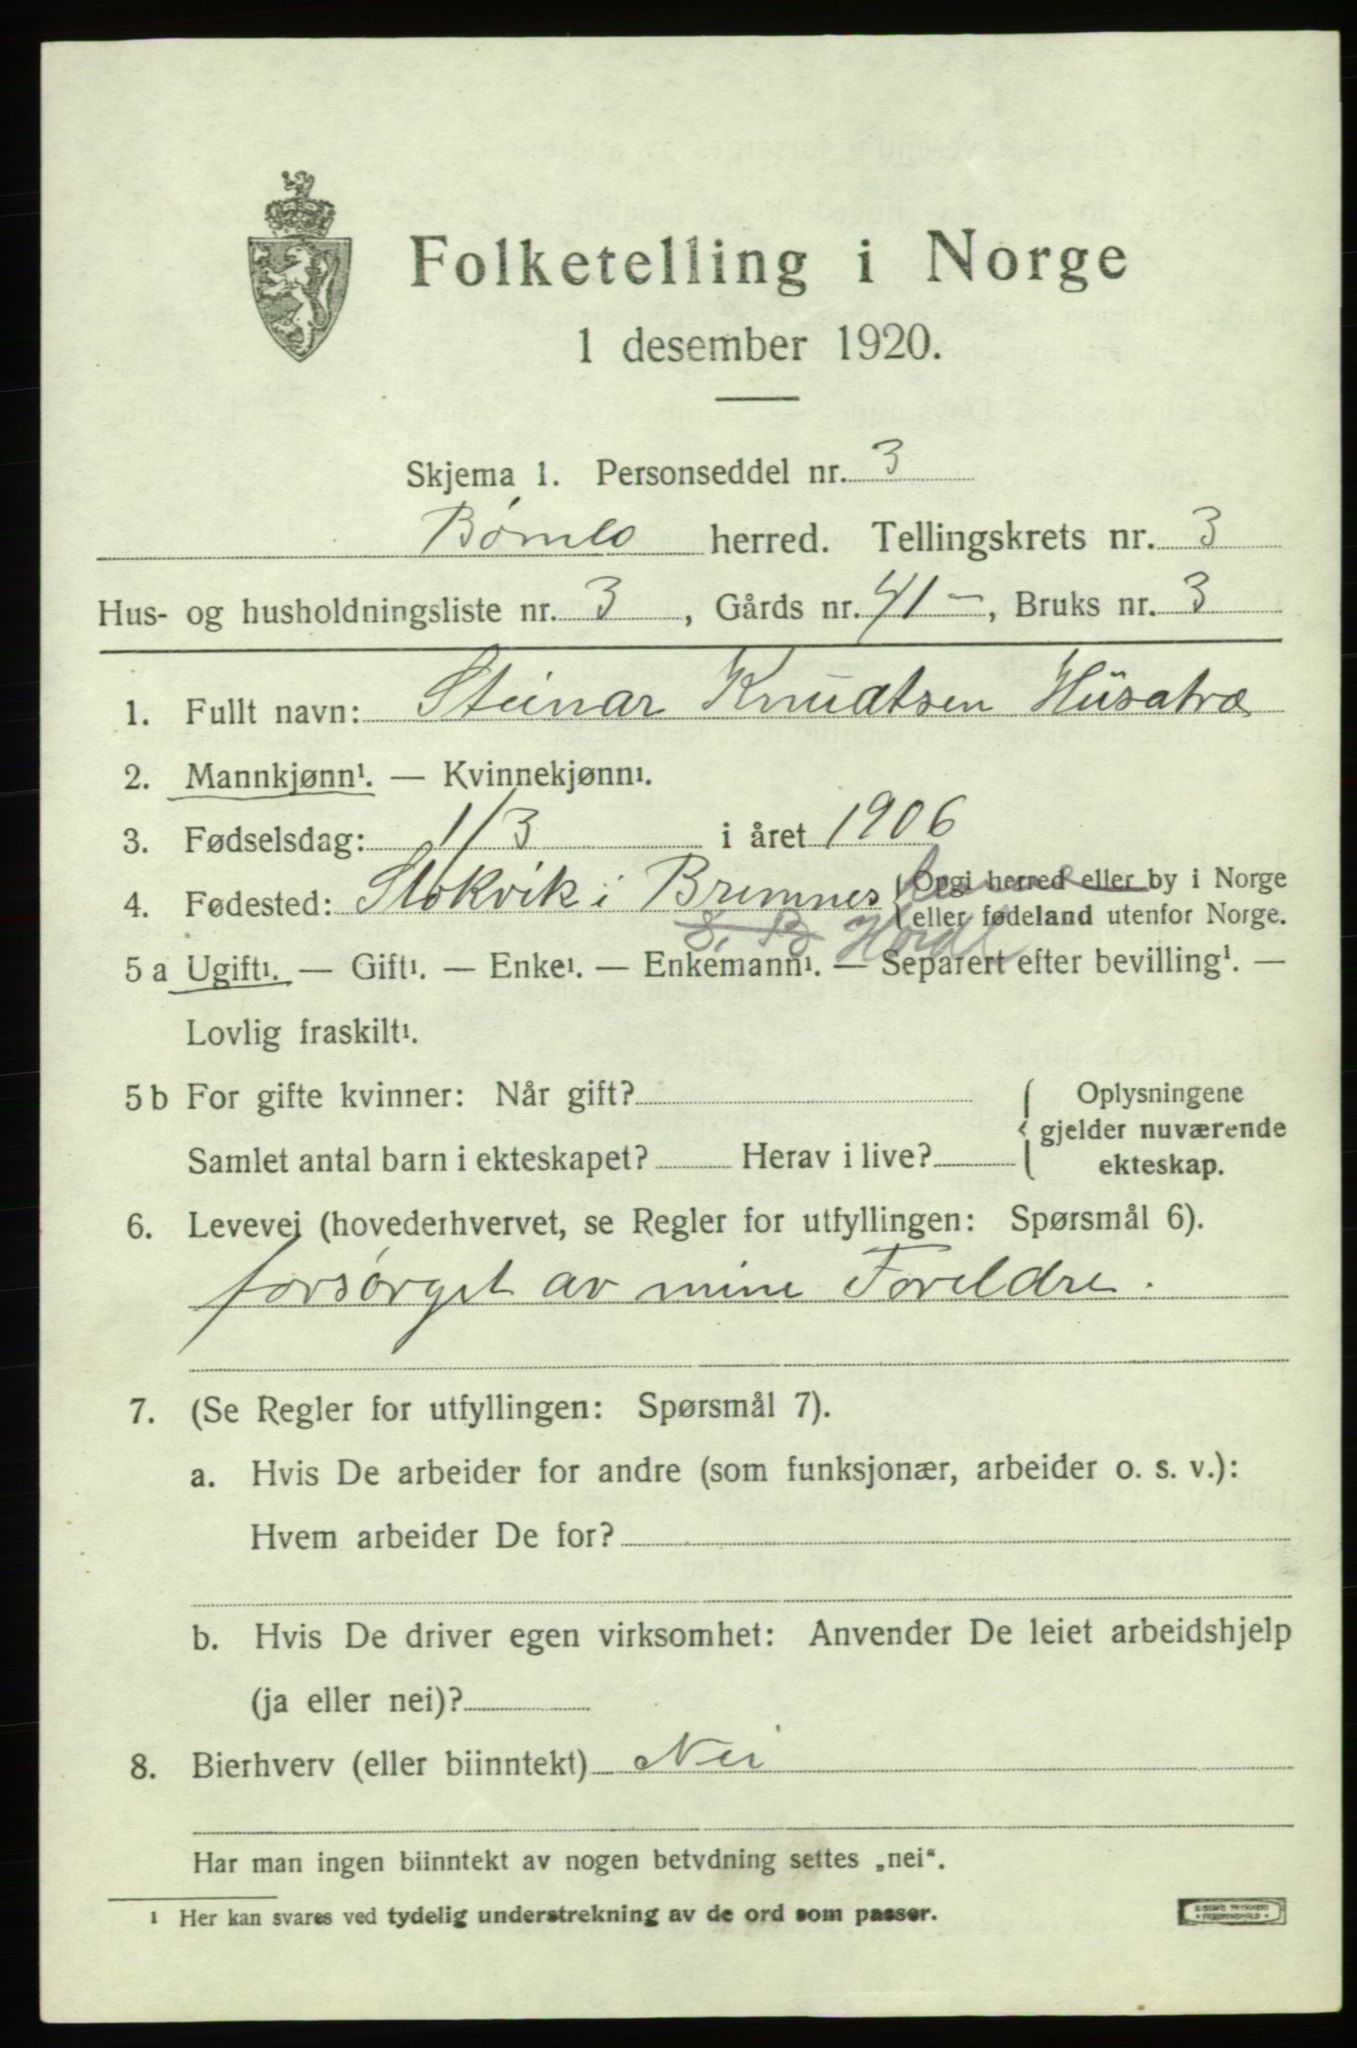 Folketelling i Norge
1 desember 1920.
Skjema 1. Personseddel nr. 3
Bømlo herred. Tellingskrets nr. 3
Hus- og husholdningsliste nr. 3, Gårds nr. 41 —, Bruks nr. 3
1. Fullt navn: Steinar Knudtsen Hüsatræ
2. Mannkjønn¹. — Kvinnekjønn¹.
3. Fødselsdag: 1/3 i året 1906
4. Fødested: Stokvik i Bremnes { Opgi herred eller by i Norge
eller fødeland utenfor Norge.
S. B. Hordl
5 a Ugift¹. — Gift¹. — Enke¹. — Enkemann¹. — Separert efter bevilling¹. —
Lovlig fraskilt¹.
5 b For gifte kvinner: Når gift? { Oplysningene
gjelder nuværende
Samlet antal barn i ekteskapet? Herav i live? ekteskap.
6. Levevei (hovederhvervet, se Regler for utfyllingen: Spørsmål 6).
forsørget av mine Foreldre.
7. (Se Regler for utfyllingen: Spørsmål 7).
a. Hvis De arbeider for andre (som funksjonær, arbeider o. s. v.):
Hvem arbeider De for?
b. Hvis De driver egen virksomhet: Anvender De leiet arbeidshjelp
(ja eller nei)?
8. Bierhverv (eller biinntekt) Nei
Har man ingen biinntekt av nogen betydning settes „nei“.
¹ Her kan svares ved tydelig understrekning av de ord som passer.